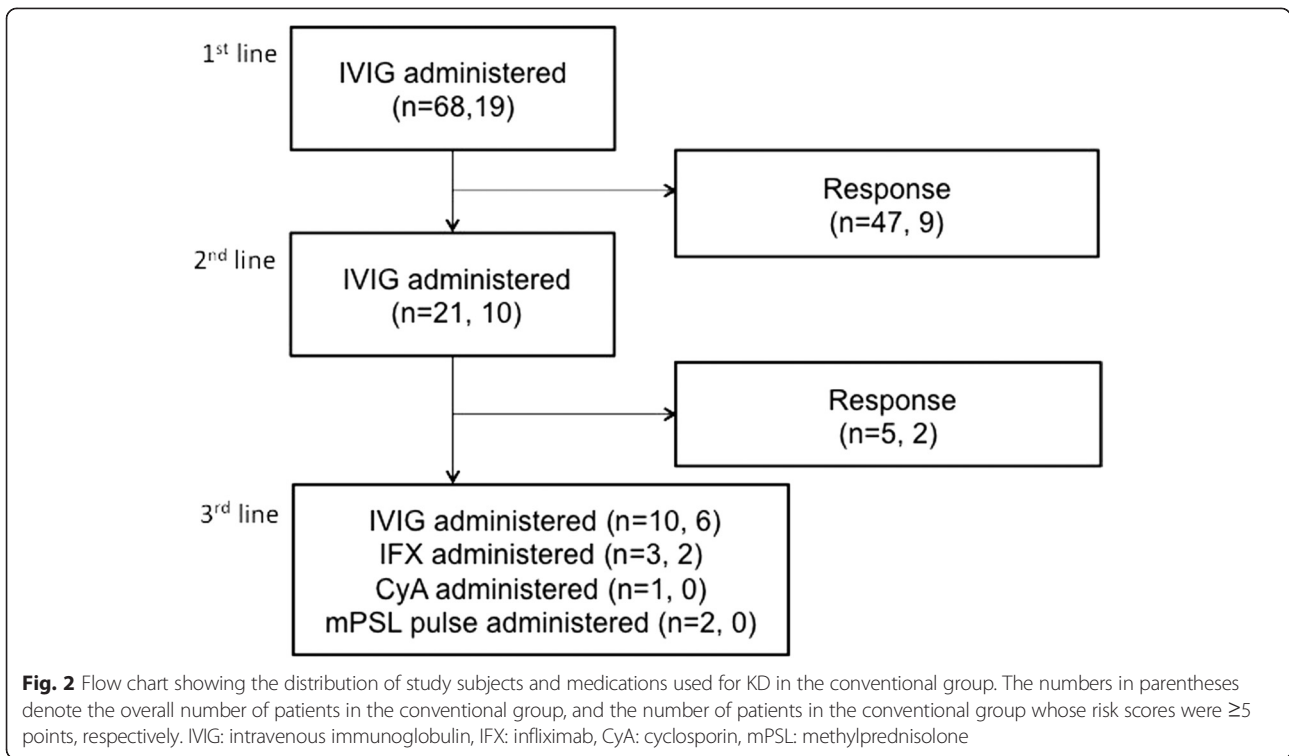 1st line
IVIG administered
(n=68,19)
Response
(n=47, 9)
2nd line
IVIG administered
(n=21, 10)
Response
(n=5, 2)
3rd line
IVIG administered (n=10, 6)
IFX administered (n=3, 2)
CyA administered (n=1, 0)
mPSL pulse administered (n=2, 0)
Fig. 2 Flow chart showing the distribution of study subjects and medications used for KD in the conventional group. The numbers in parentheses
denote the overall number of patients in the conventional group, and the number of patients in the conventional group whose risk scores were ≥5
points, respectively. IVIG: intravenous immunoglobulin, IFX: infliximab, CyA: cyclosporin, mPSL: methylprednisolone